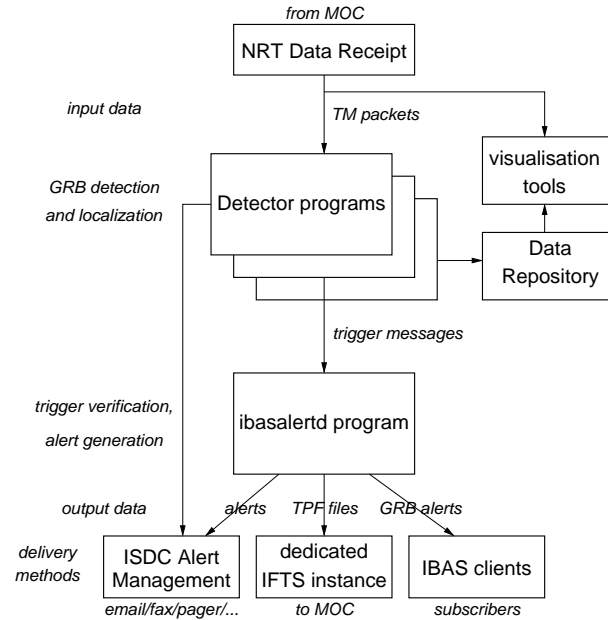 from MOC
NRT Data Receipt
input data
TM packets
visualisation
tools
GRB detection
and localization
Detector programs
Data
Repository
trigger messages
trigger verification,
alert generation
ibasalertd program
output data
alerts
TPF files
GRB alerts
delivery
methods
ISDC Alert
Management
dedicated
IFTS instance
IBAS clients
email/fax/pager/...
to MOC
subscribers